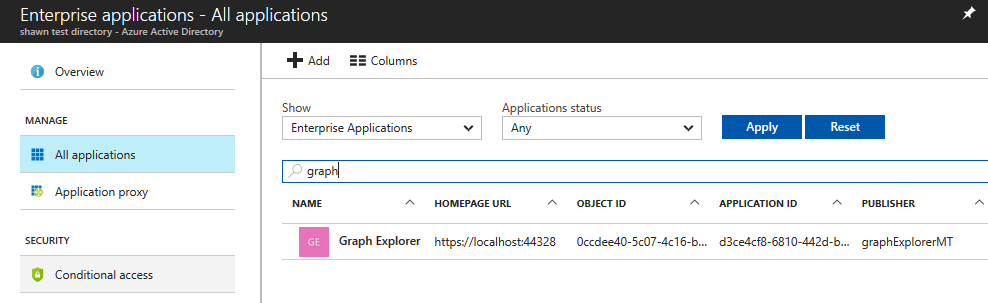 Enterprise applications - All applications
shawn test directory - Azure Active Directory
Overview
MANAGE
All applications
Application proxy
SECURITY
Conditional access
Add Columns
Show Applications status
Enterprise Applications Any Apply Reset
graph
NAME HOMEPAGE URL OBJECT ID APPLICATION ID PUBLISHER
GE Graph Explorer https://localhost:44328 0ccdee40-5c07-4c16-b... d3ce4cf8-6810-442d-b... graphExplorerMT